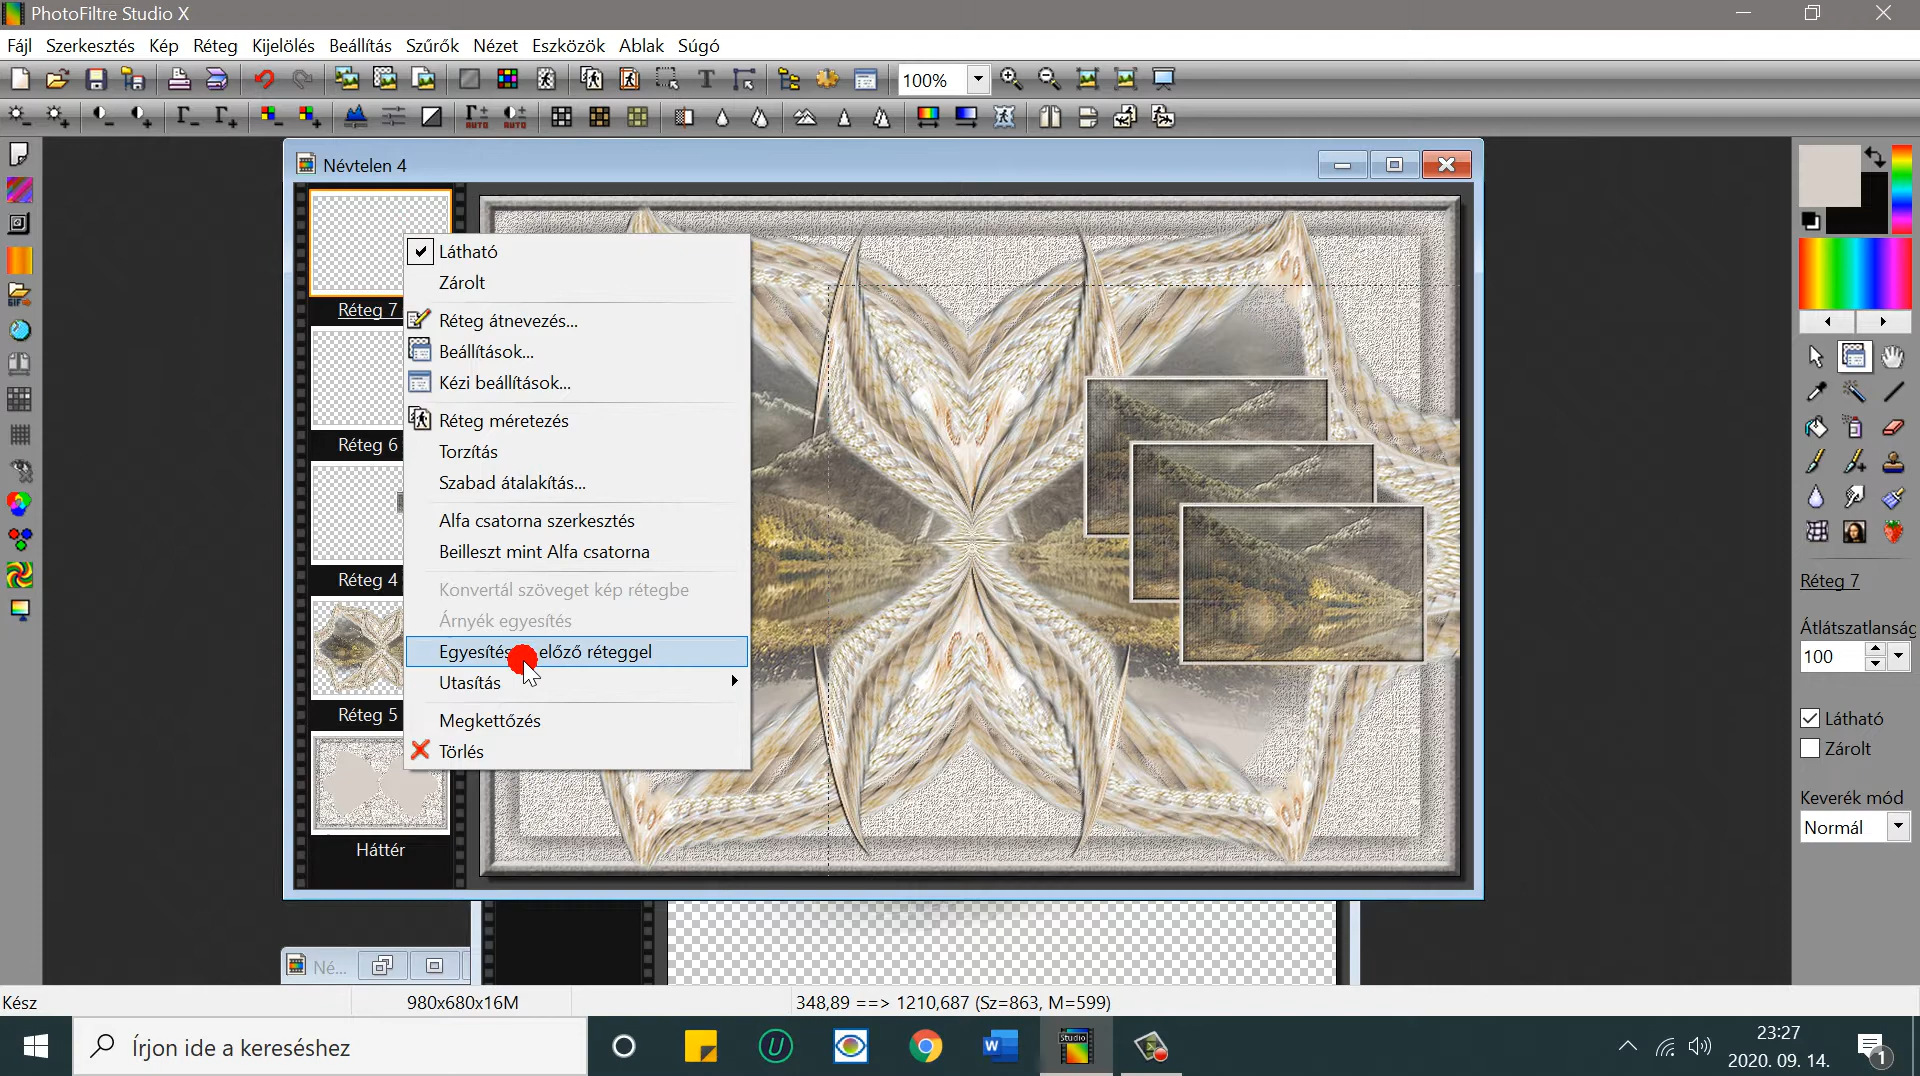 PhotoFiltre Studio X
Fájl Szerkesztés Kép Réteg Kijelölés Beállítás Szűrők Nézet Eszközök Ablak Súgó
100%
Névtelen 4
Látható
Zárolt
Réteg átnevezés...
Beállítások...
Kézi beállítások...
Réteg méretezés
Torzítás
Szabad átalakítás...
Alfa csatorna szerkesztés
Beilleszt mint Alfa csatorna
Konvertál szöveget kép rétegbe
Árnyék egyesítés
Egyesítés előző réteggel
Utasítás
Megkettőzés
Törlés
Réteg 7
Réteg 6
Réteg 4
Réteg 5
Háttér
Réteg 7
Átlátszatlanság
100
Látható
Zárolt
Keverék mód
Normál
Né...
Kész
980x680x16M
348,89 ==> 1210,687 (Sz=863, M=599)
Írjon ide a kereséshez
Studio
23:27
2020. 09. 14.
1